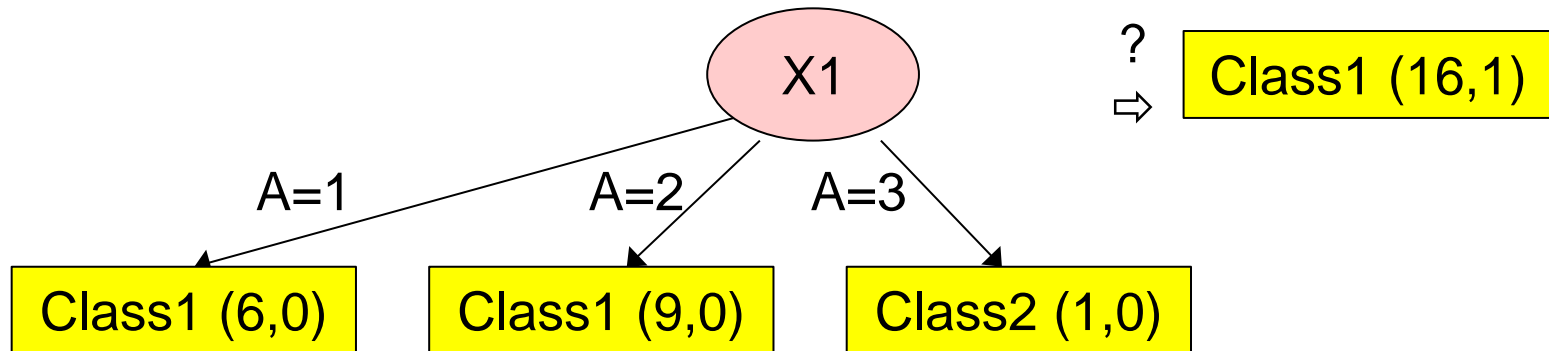 X1
?
⇨
Class1 (16,1)
A=1
A=2
A=3
Class1 (6,0)
Class1 (9,0)
Class2 (1,0)